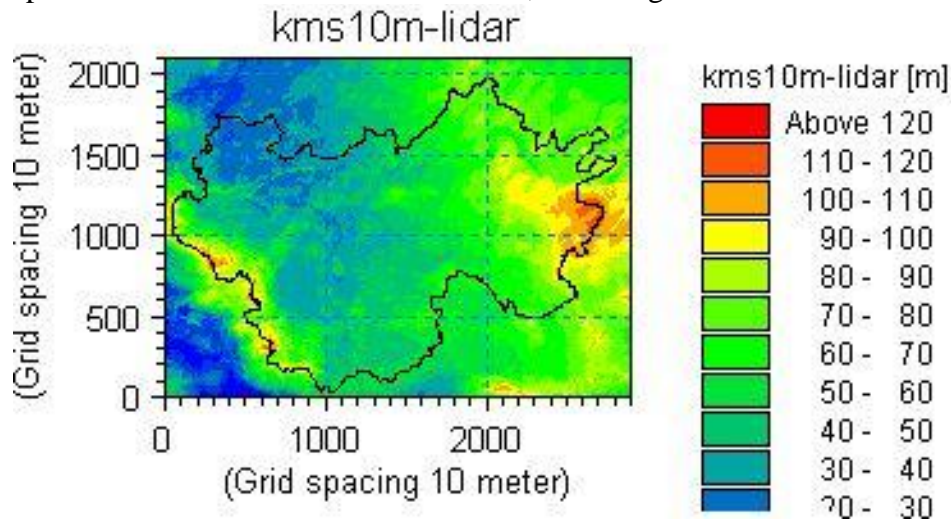 kms10m-lidar
(Grid spacing 10 meter)
2000
1500
1000
500
0
0 1000 2000
(Grid spacing 10 meter)
kms10m-lidar [m]
Above 120
110 - 120
100 - 110
90 - 100
80 - 90
70 - 80
60 - 70
50 - 60
40 - 50
30 - 40
20 - 30